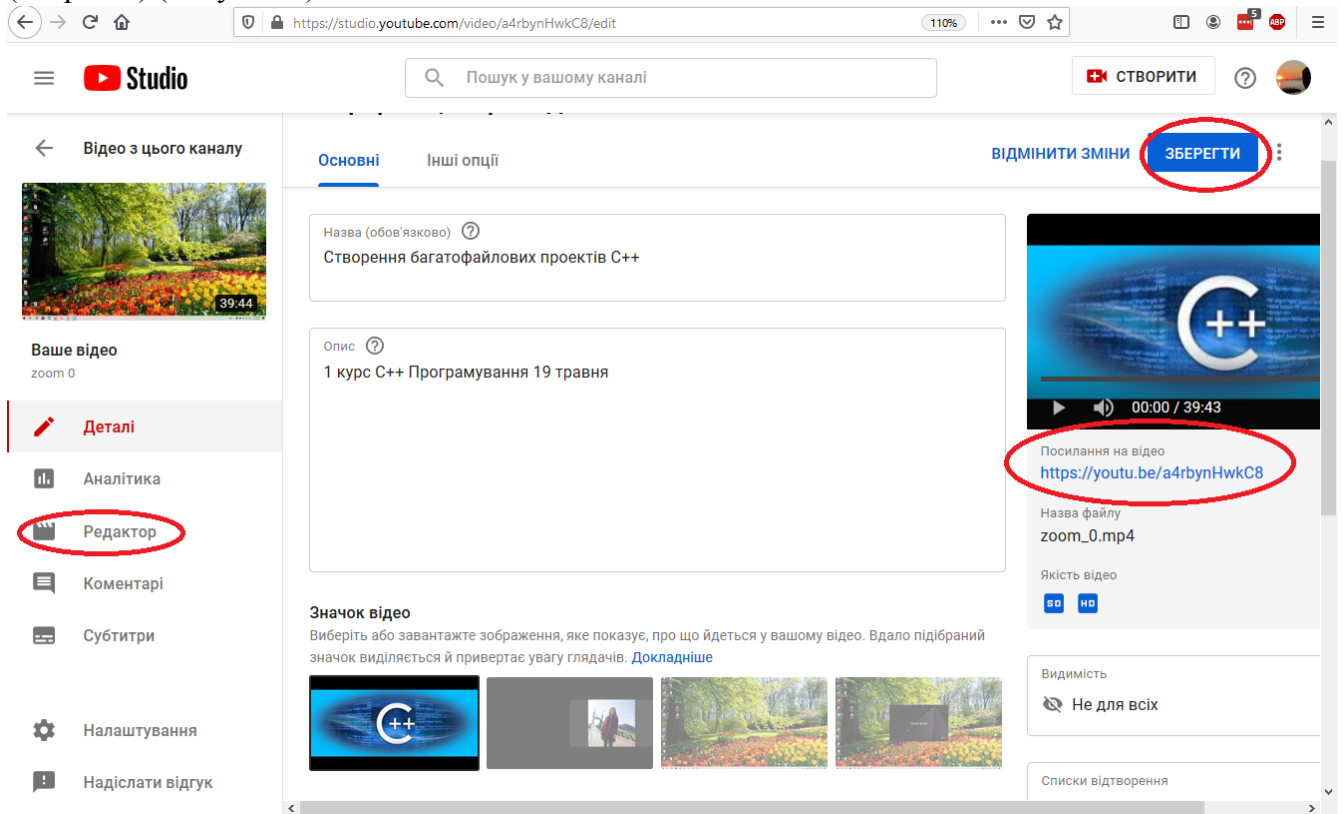 https://studio.youtube.com/video/a4rbynHwkC8/edit
110%
5
ABP
Studio
Пошук у вашому каналі
СТВОРИТИ
Відео з цього каналу
Основні
Інші опції
ВІДМІНИТИ ЗМІНИ
ЗБЕРЕГТИ
39:44
Ваше відео
zoom 0
Деталі
Аналітика
Редактор
Коментарі
Субтитри
Налаштування
Надіслати відгук
Назва (обов'язково)
Створення багатофайлових проектів C++
Опис
1 курс C++ Програмування 19 травня
Значок відео
Виберіть або завантажте зображення, яке показує, про що йдеться у вашому відео. Вдало підібраний
значок виділяється й привертає увагу глядачів. Докладніше
C++
C++
00:00 / 39:43
Посилання на відео
https://youtu.be/a4rbynHwkC8
Назва файлу
zoom_0.mp4
Якість відео
SD HD
Видимість
Не для всіх
Списки відтворення